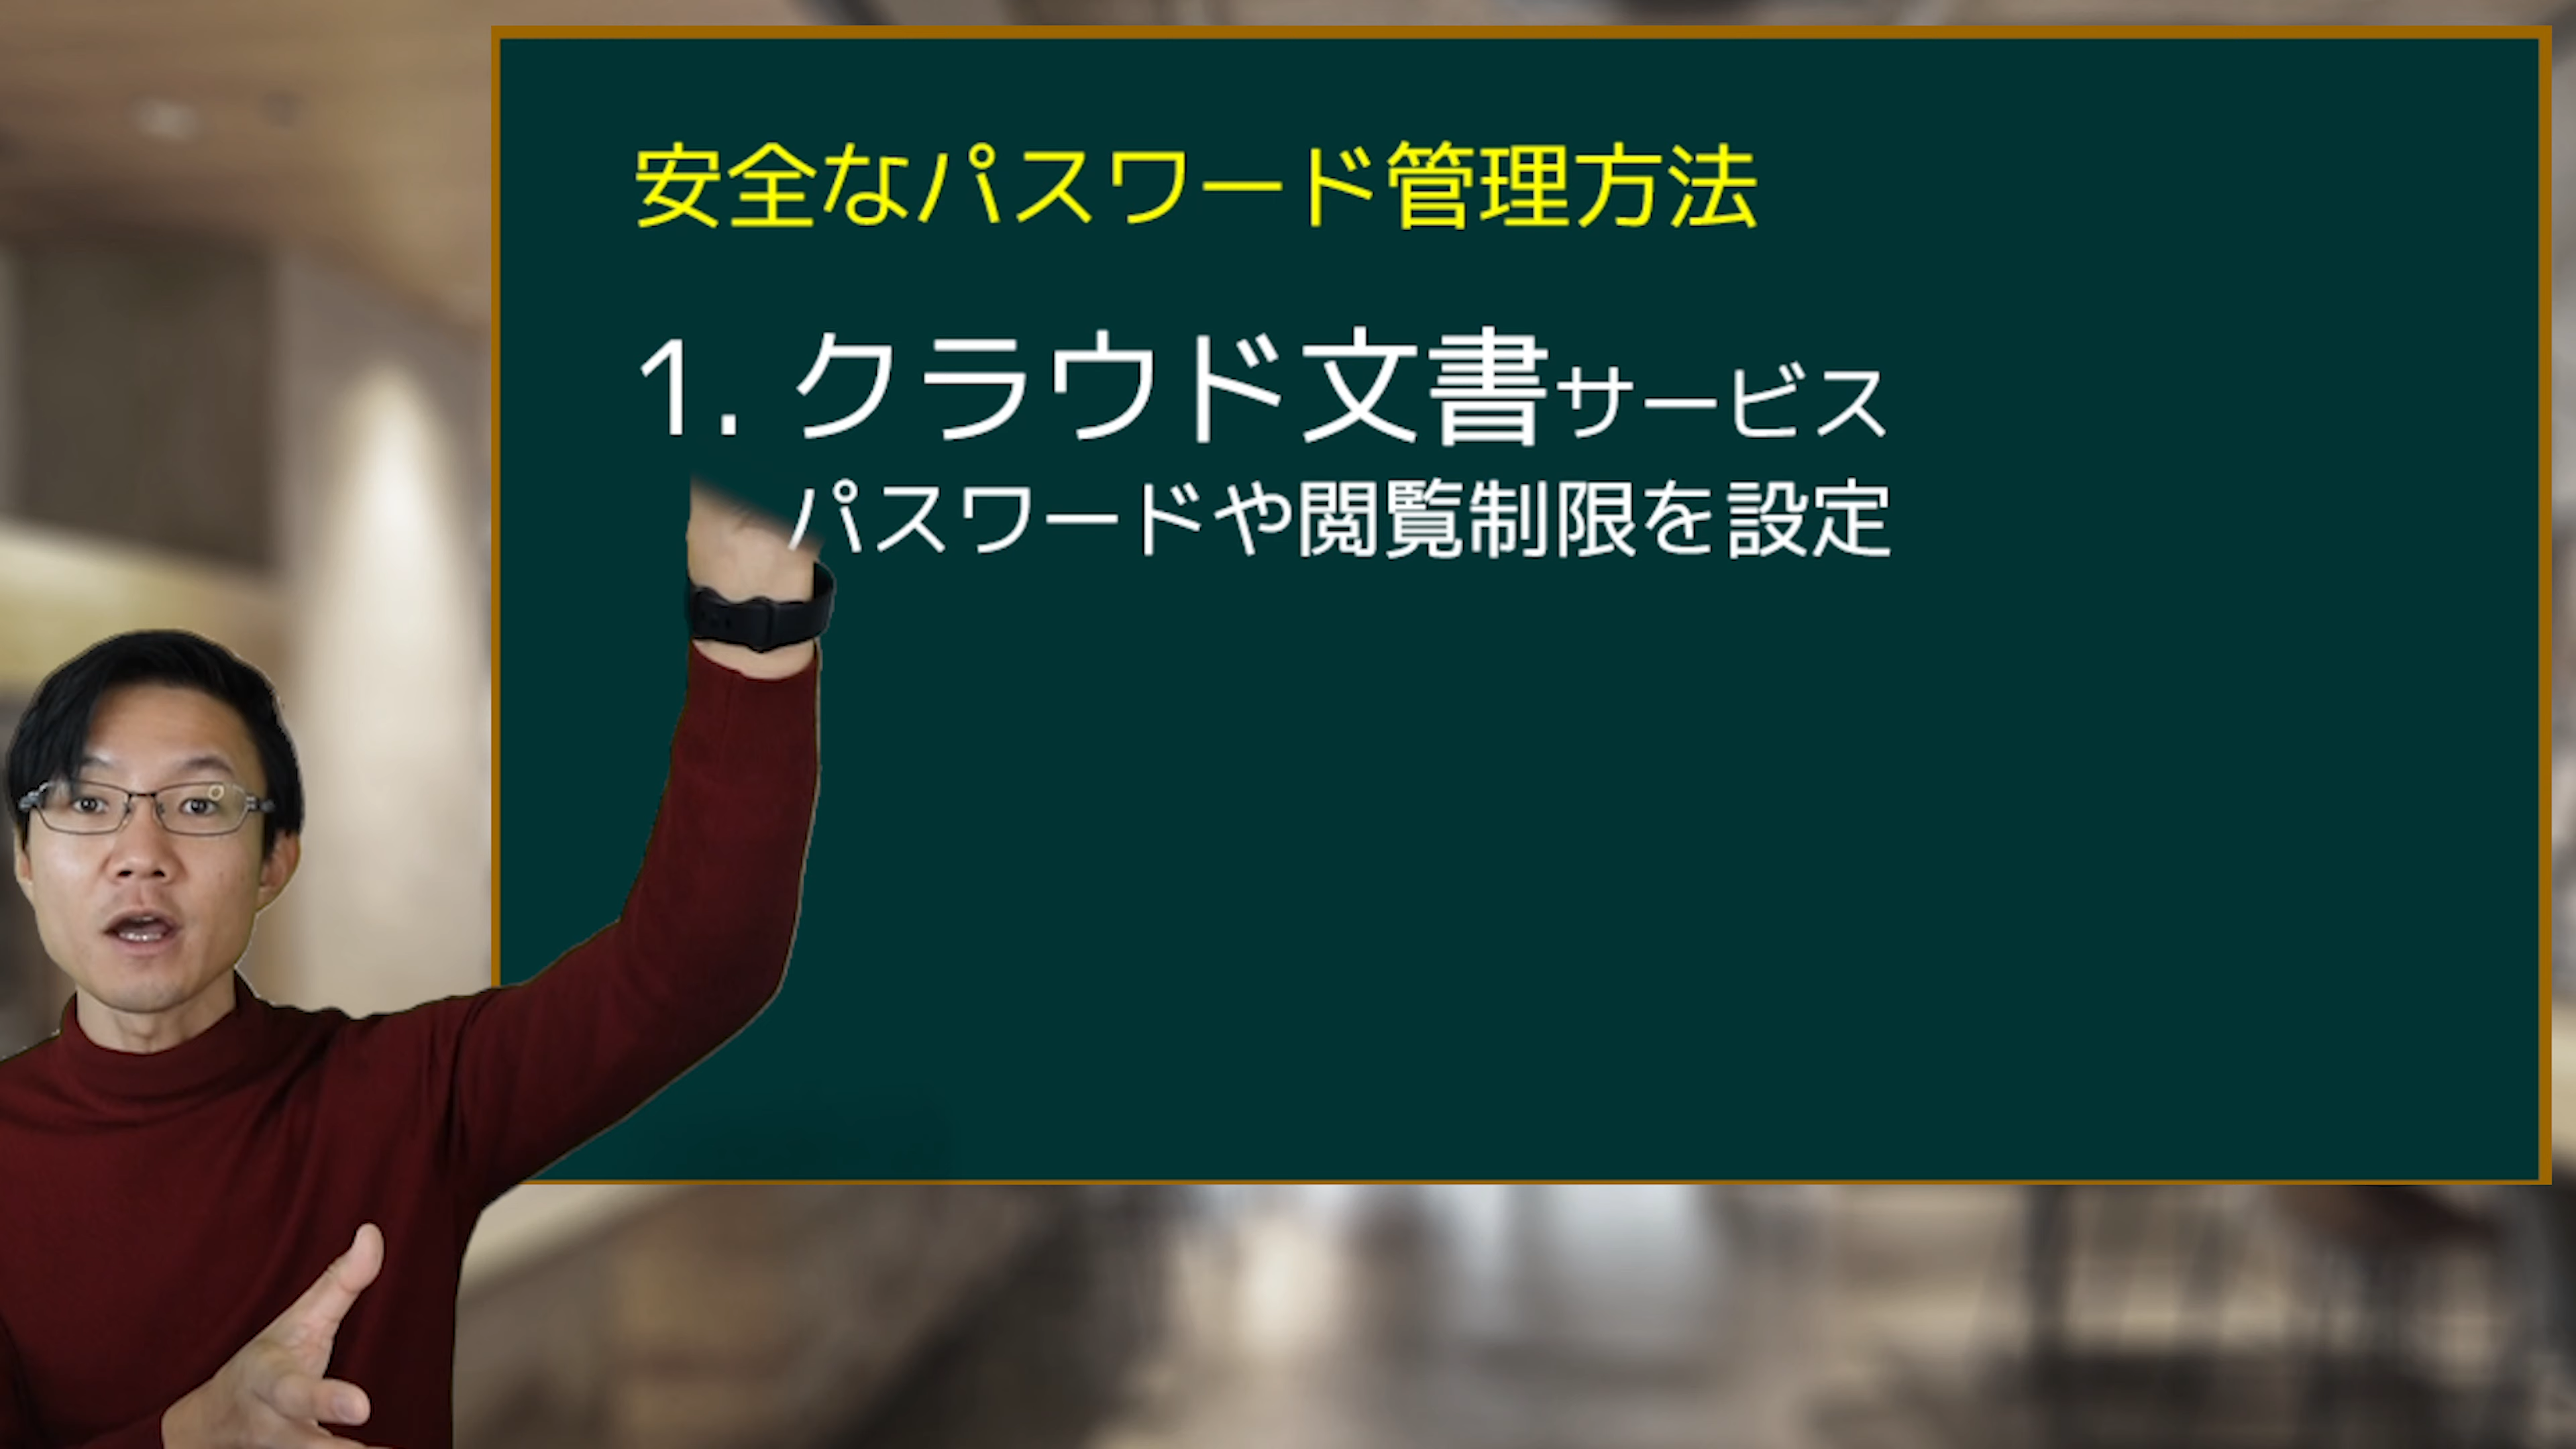 安全なパスワード管理方法
1. クラウド文書サービス
パスワードや閲覧制限を設定